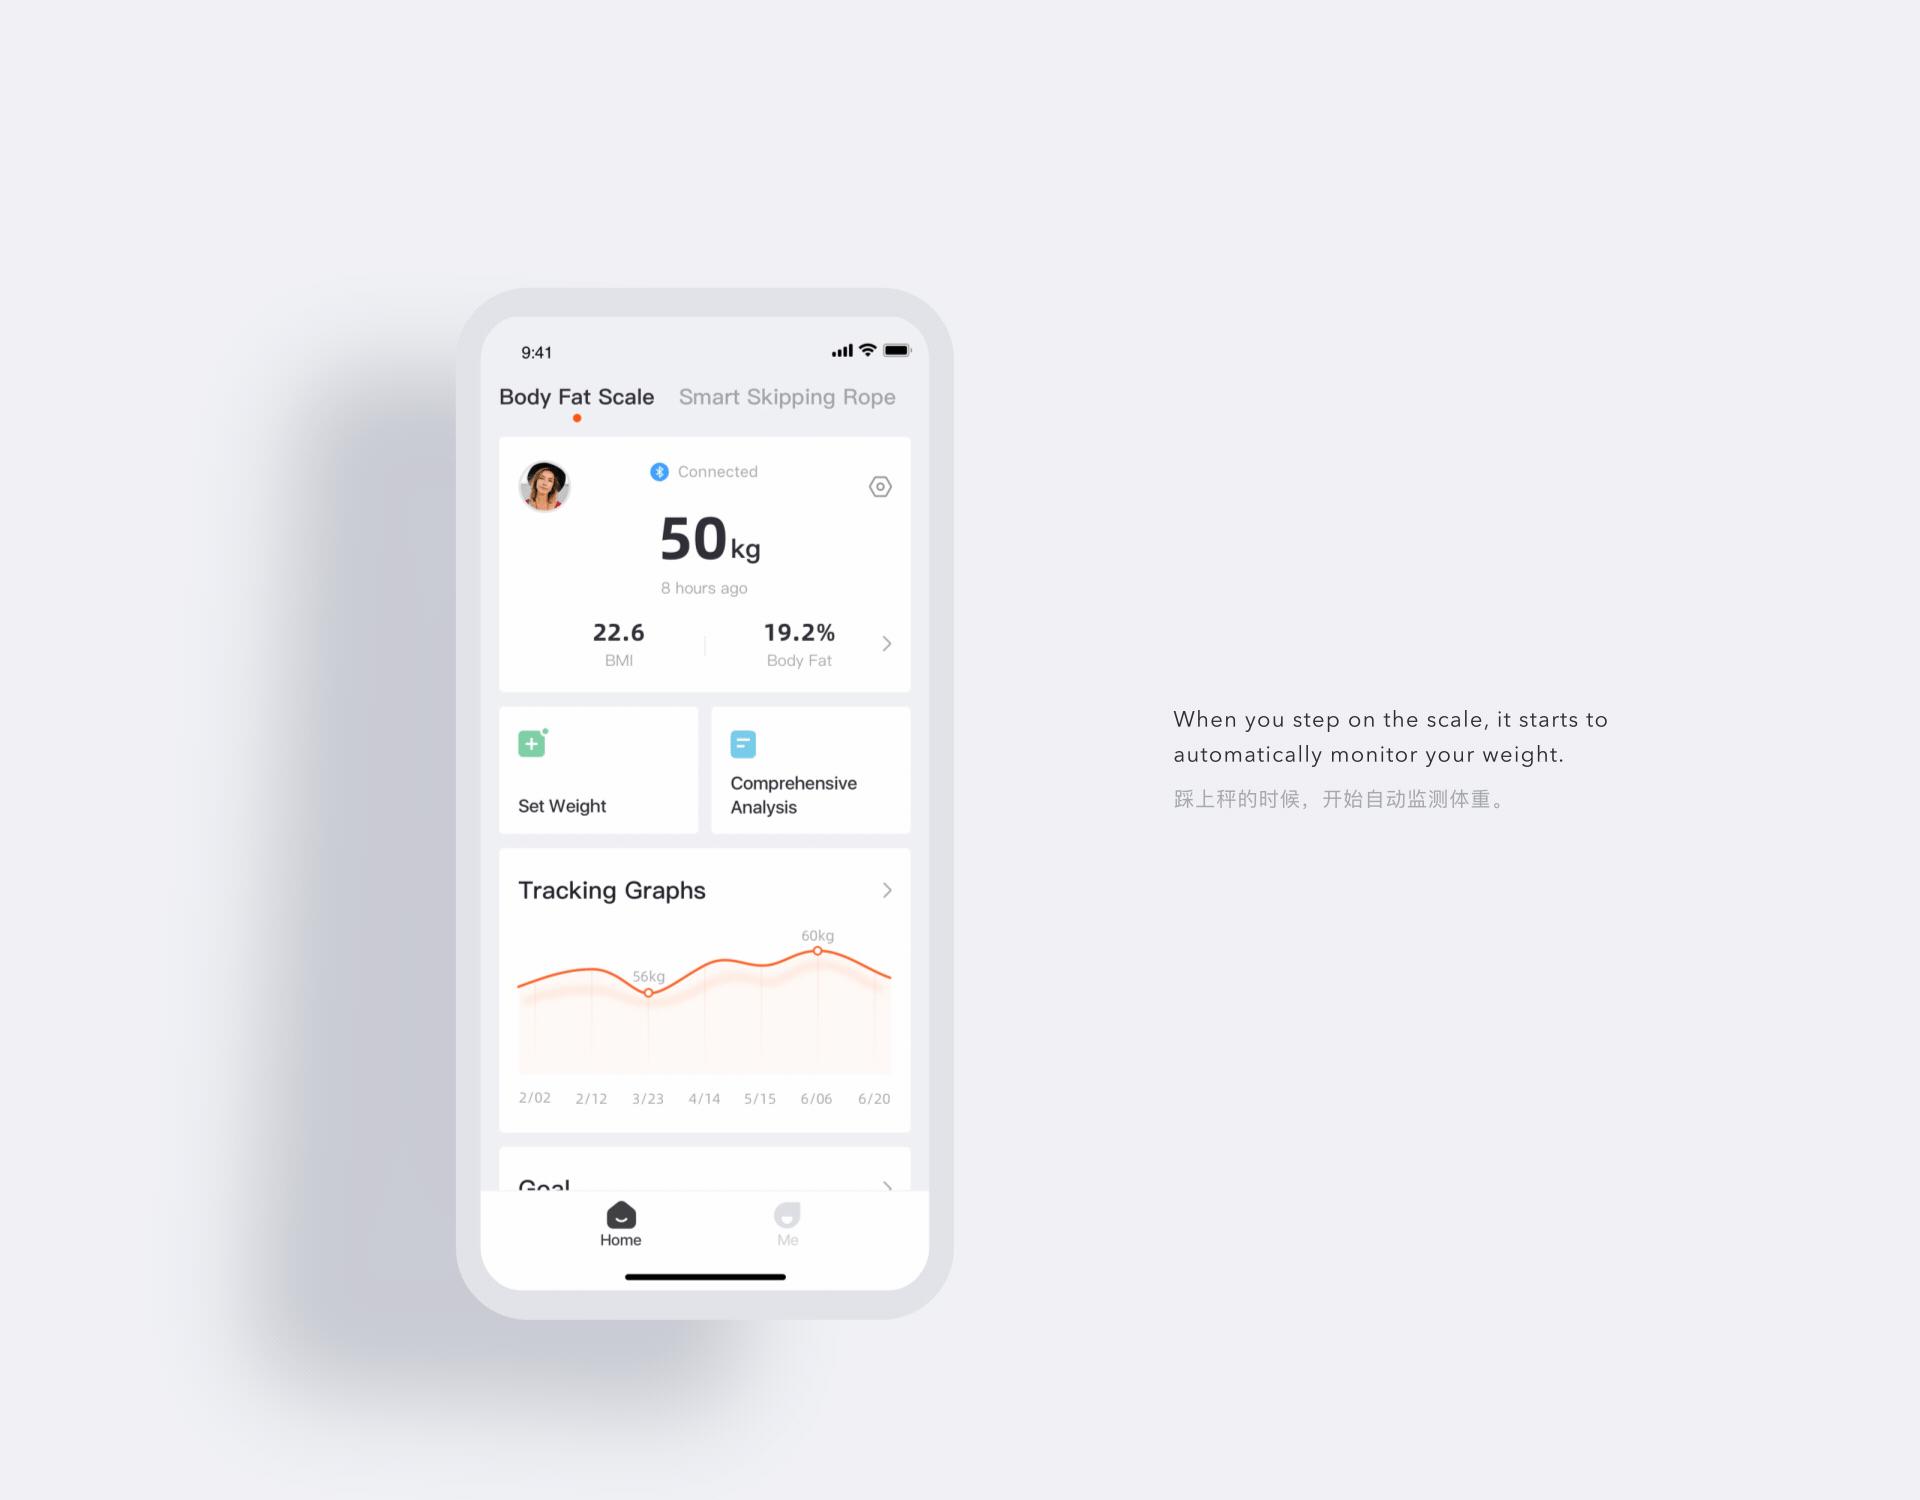 9:41
Body Fat Scale
Smart Skipping Rope
Connected
50kg
8 hours ago
22.6
BMI
19.2%
Body Fat
Set Weight
Comprehensive
Analysis
Tracking Graphs
60kg
56kg
2/02 2/12 3/23 4/14 5/15 6/06 6/20
Goal
Home
Me
When you step on the scale, it starts to
automatically monitor your weight.
踩上秤的时候，开始自动监测体重。